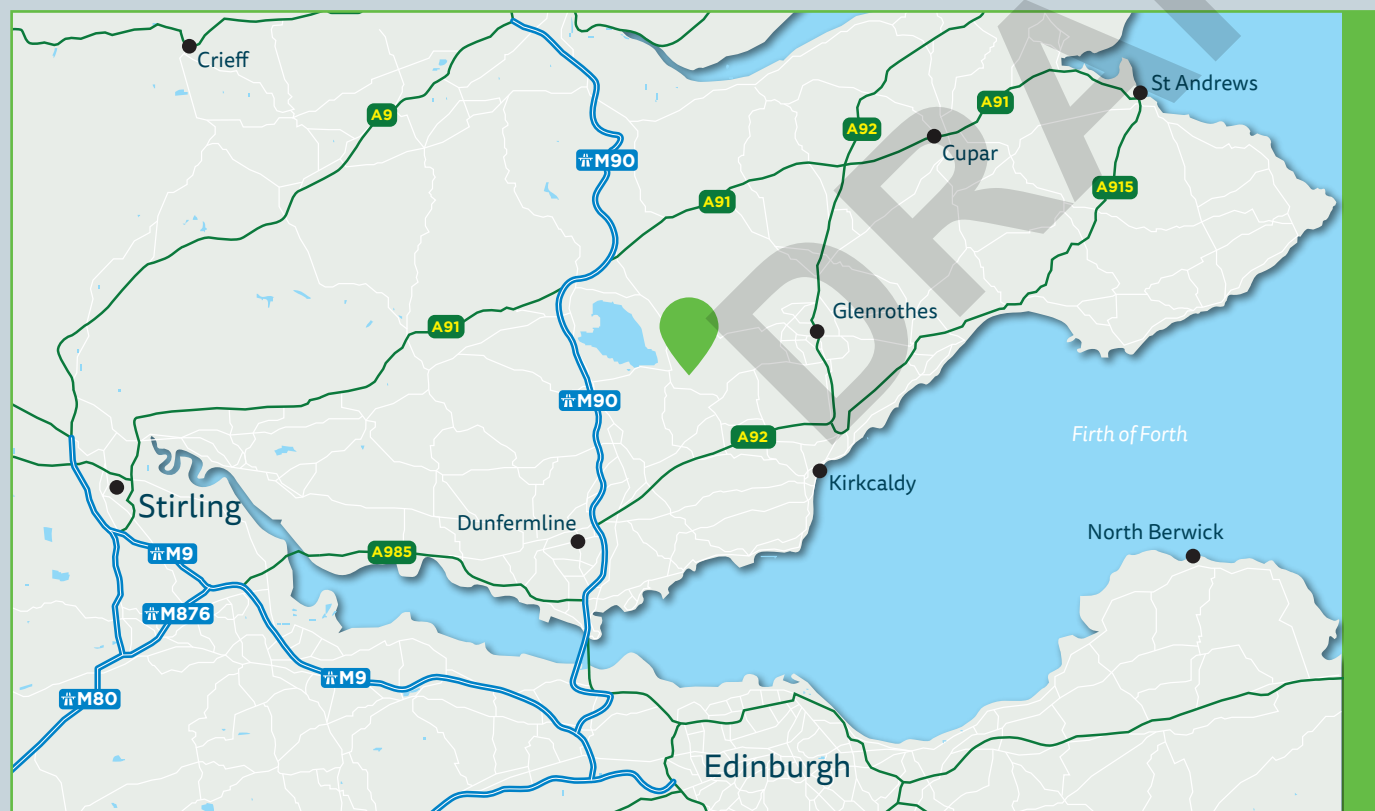 Crieff
St Andrews
A9
A91
A92
Cupar
M90
A91
A915
Glenrothes
A91
M90
A92
Firth of Forth
Kirkcaldy
Stirling
Dunfermline
North Berwick
M9
A985
M876
M9
M80
Edinburgh